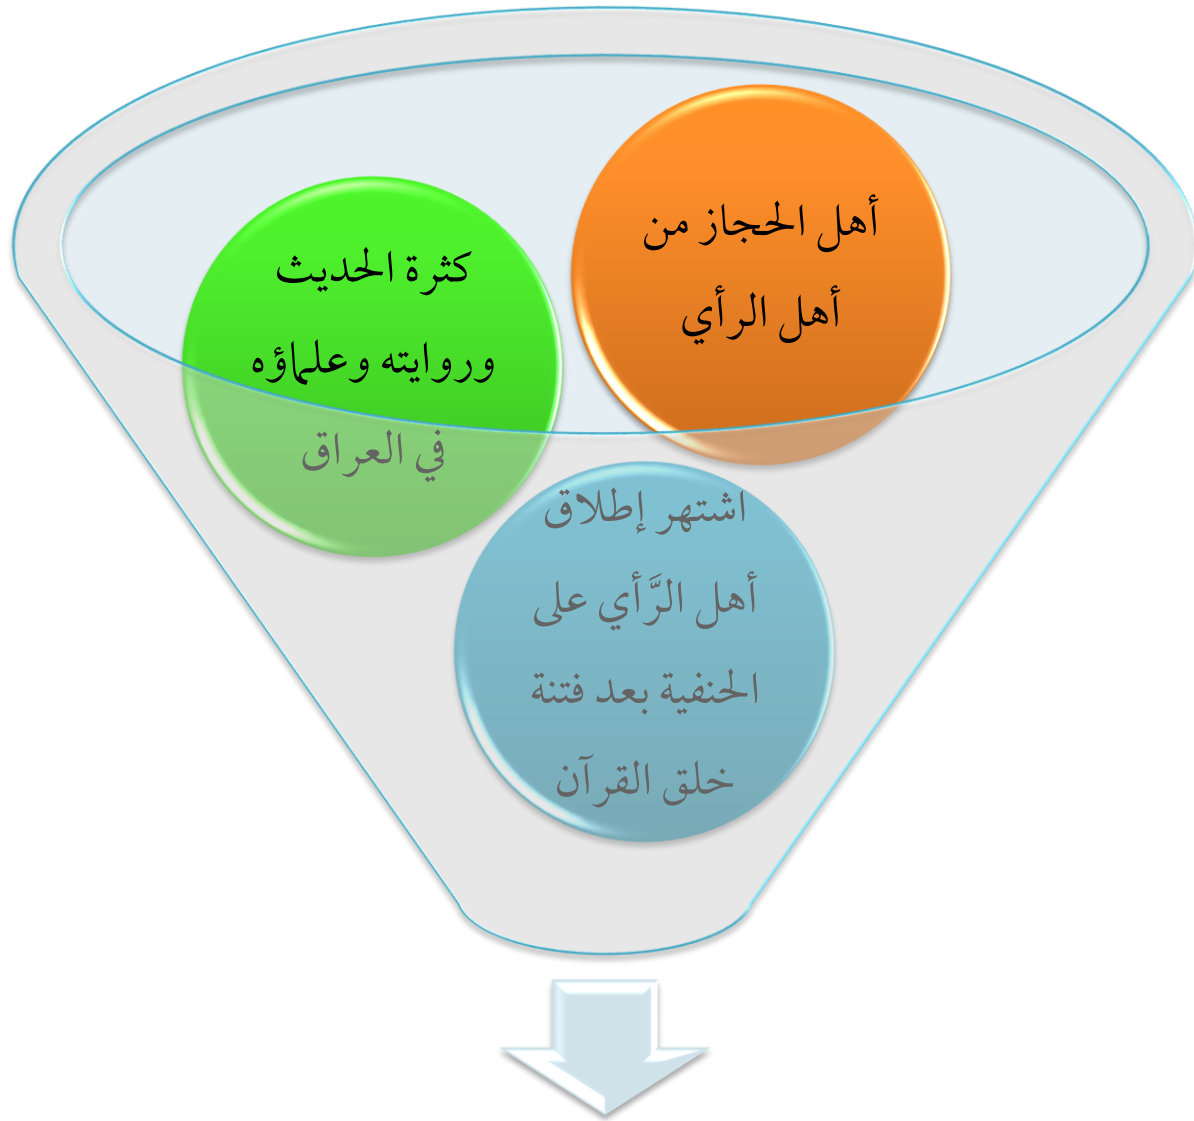 أهل الحجاز من
أهل الرأي
كثرة الحديث
وروايته وعلماؤه
في العراق
اشتهر إطلاق
أهل الرَّأي على
الحنفية بعد فتنة
خلق القرآن